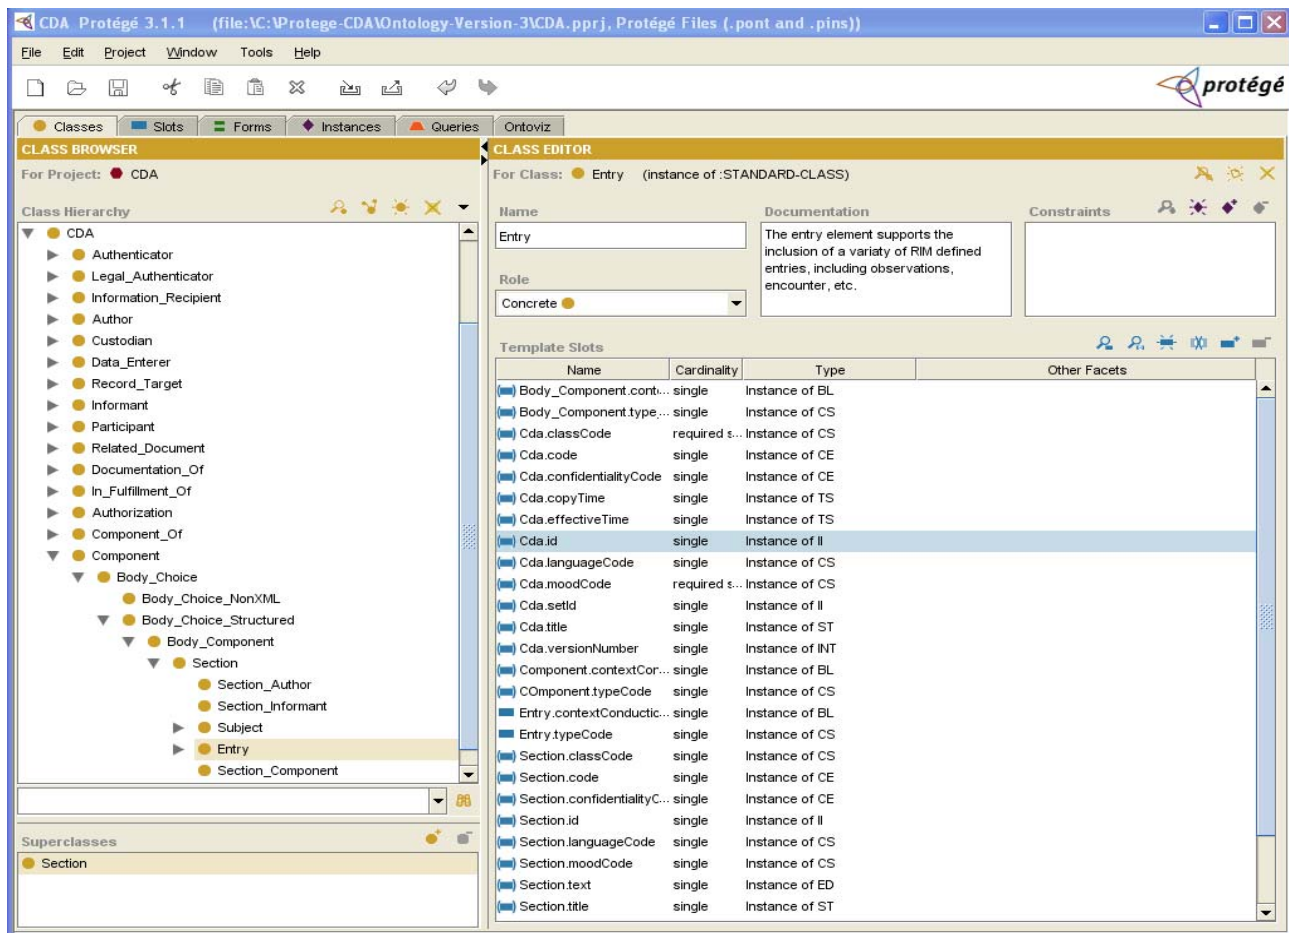 CDA Protégé 3.1.1 (file:\C:\Protege-CDA\Ontology-Version-3\CDA.pprj, Protégé Files (.pont and .pins))
File Edit Project Window Tools Help
protégé
Classes Slots Forms Instances Queries Ontoviz
CLASS BROWSER
For Project: CDA
Class Hierarchy
CDA
Authenticator
Legal_Authenticator
Information_Recipient
Author
Custodian
Data_Enterer
Record_Target
Informant
Participant
Related_Document
Documentation_Of
In_Fulfillment_Of
Authorization
Component_Of
Component
Body_Choice
Body_Choice_NonXML
Body_Choice_Structured
Body_Component
Section
Section_Author
Section_Informant
Subject
Entry
Section_Component
Superclasses
Section
CLASS EDITOR
For Class: Entry (instance of :STANDARD-CLASS)
Name
Entry
Role
Concrete
Documentation
The entry element supports the
inclusion of a variaty of RIM defined
entries, including observations,
encounter, etc.
Constraints
Template Slots
Name Cardinality Type Other Facets
Body_Component.conti... single Instance of BL
Body_Component.type_... single Instance of CS
Cda.classCode required s... Instance of CS
Cda.code single Instance of CE
Cda.confidentialityCode single Instance of CE
Cda.copyTime single Instance of TS
Cda.effectiveTime single Instance of TS
Cda.id single Instance of II
Cda.languageCode single Instance of CS
Cda.moodCode required s... Instance of CS
Cda.setId single Instance of II
Cda.title single Instance of ST
Cda.versionNumber single Instance of INT
Component.contextCon... single Instance of BL
COmponent.typeCode single Instance of CS
Entry.contextConductic... single Instance of BL
Entry.typeCode single Instance of CS
Section.classCode single Instance of CS
Section.code single Instance of CE
Section.confidentialityC... single Instance of CE
Section.id single Instance of II
Section.languageCode single Instance of CS
Section.moodCode single Instance of CS
Section.text single Instance of ED
Section.title single Instance of ST